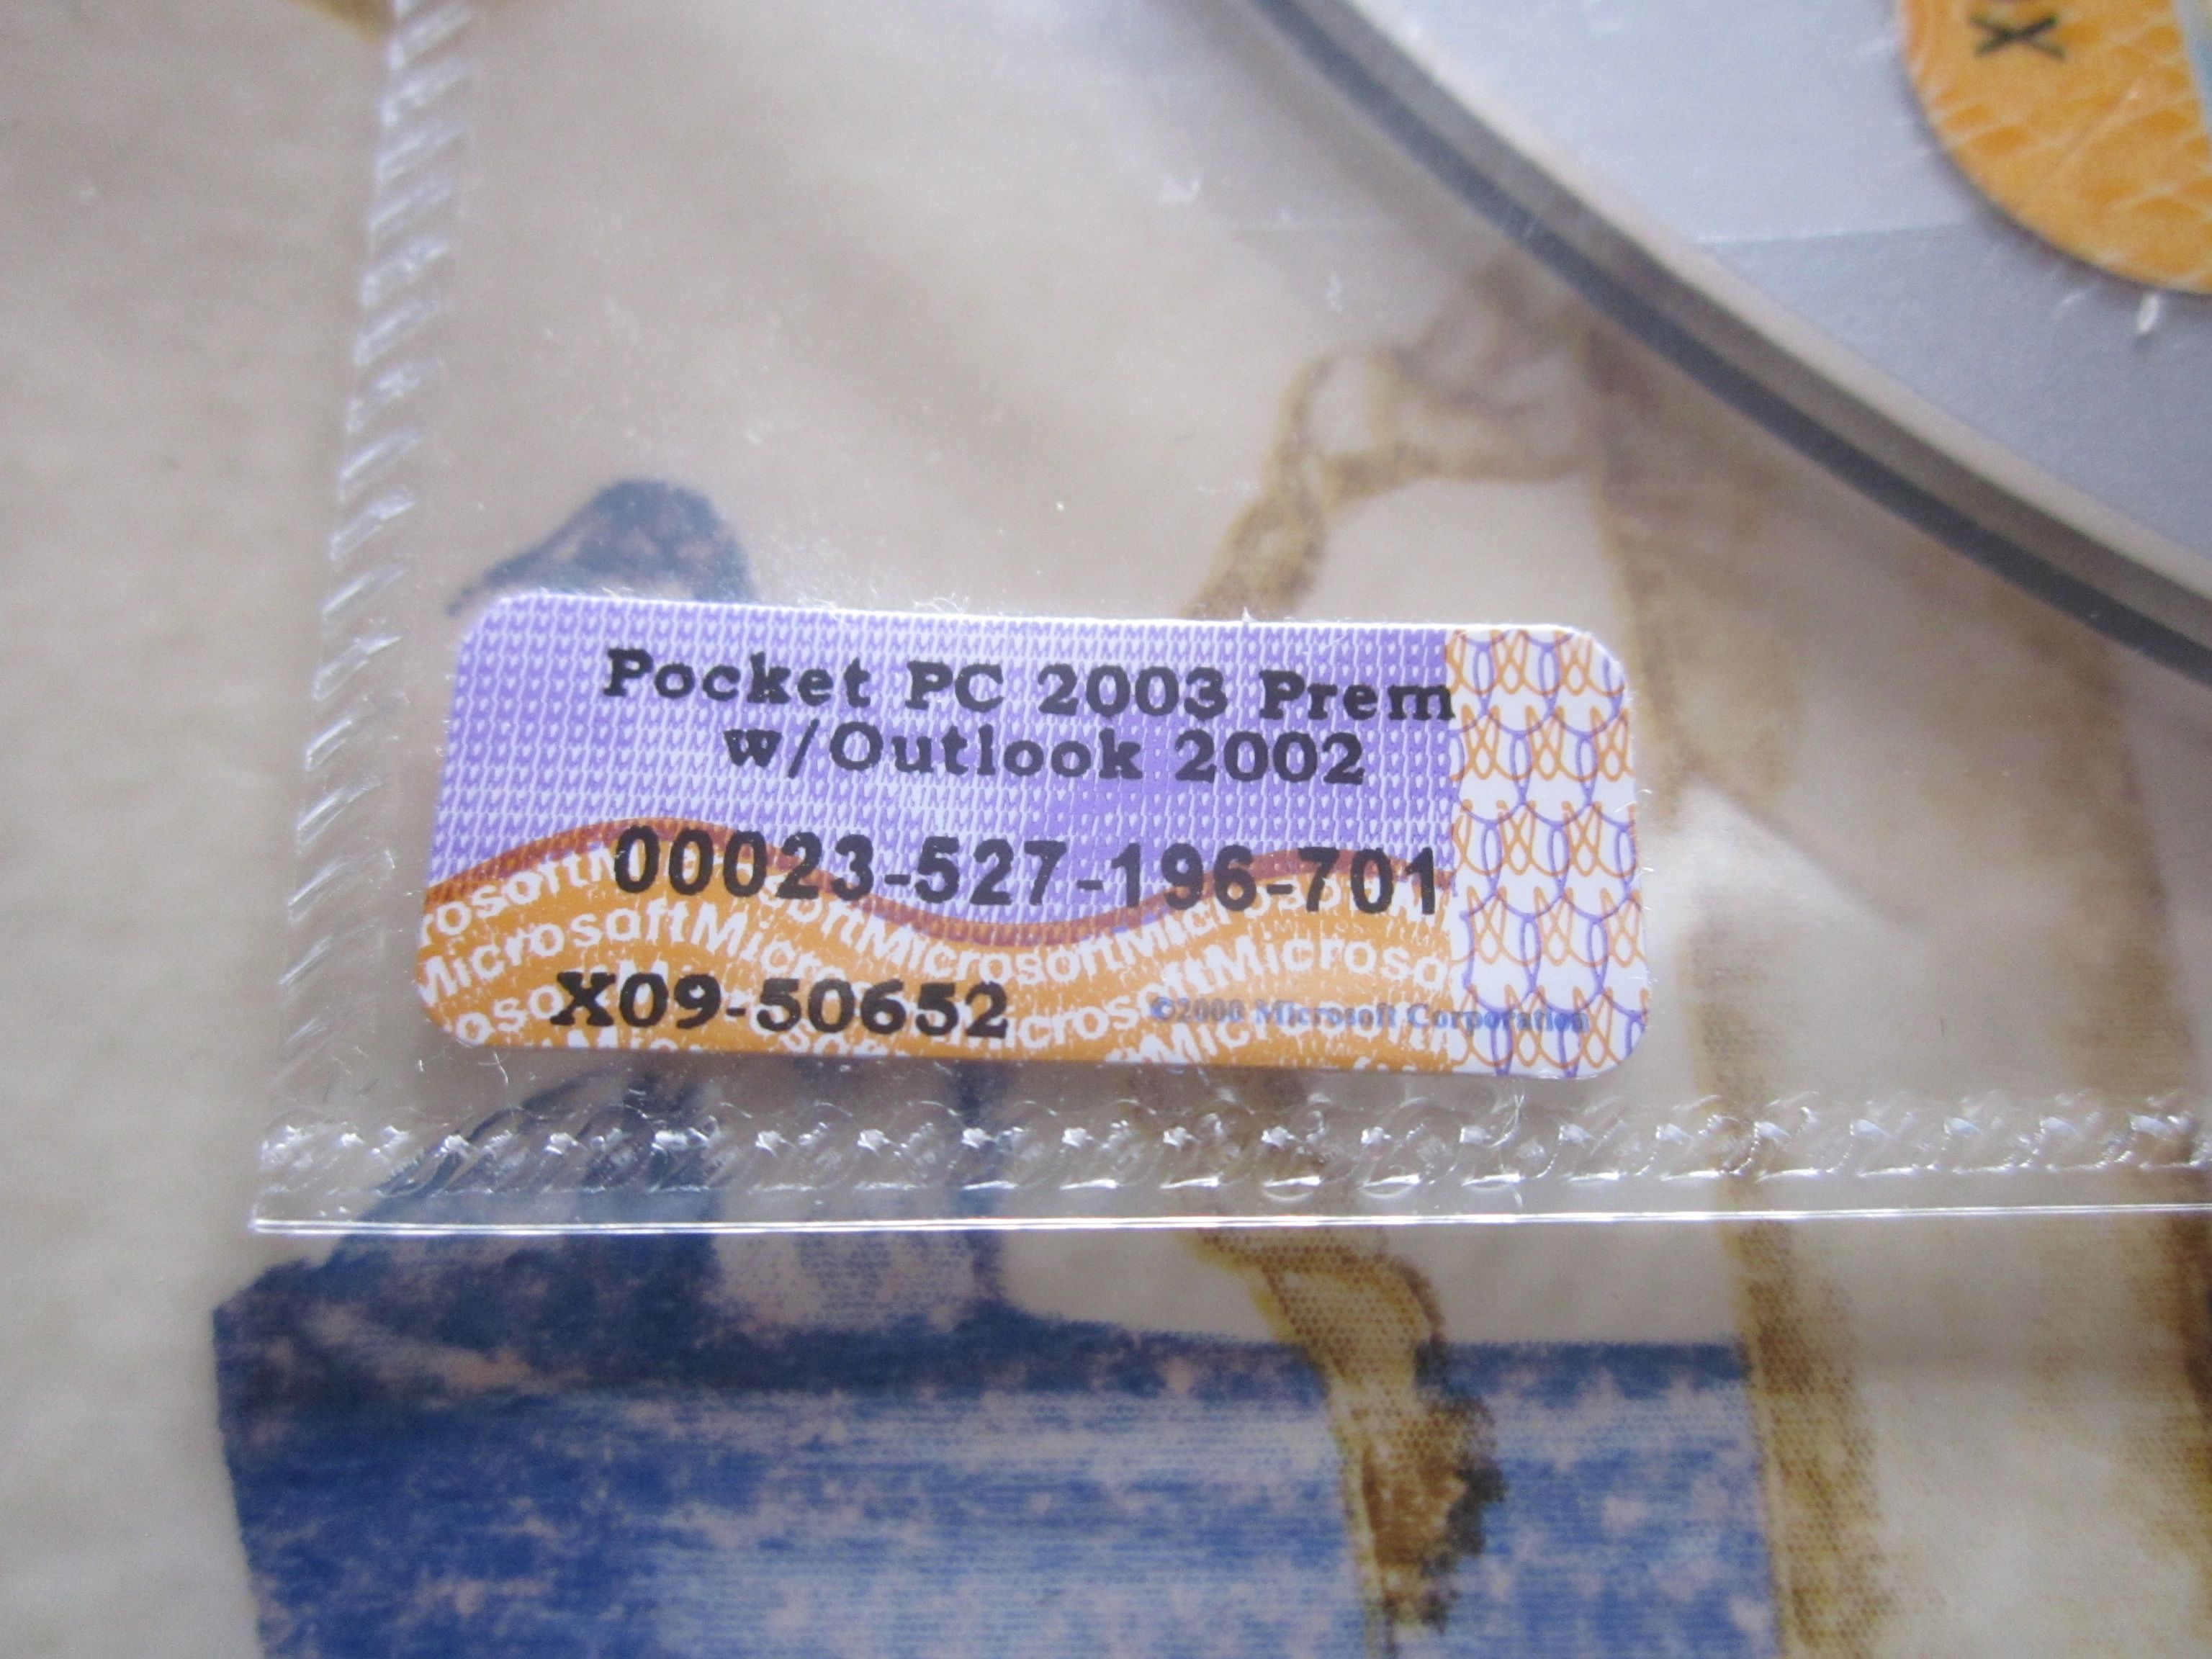 X
Pocket PC 2003 Prem
w/Outlook 2002
00023-527-196-701
X09-50652
©2000 Microsoft Corporation